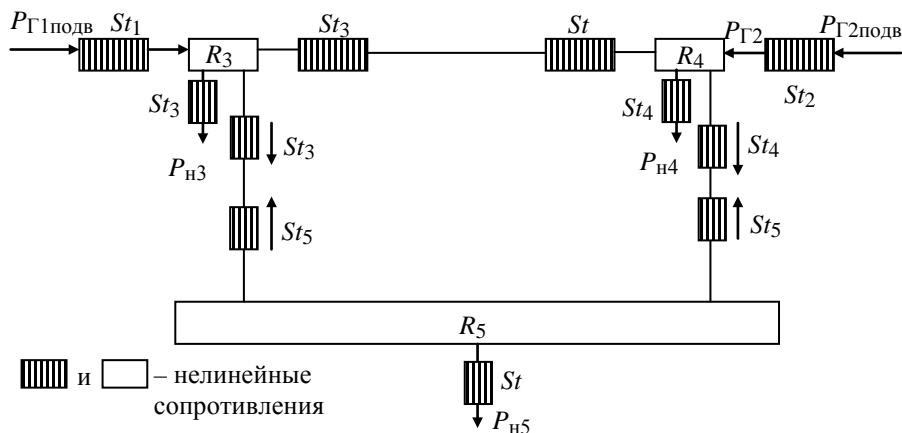 P_Г1подв
St_1
St_3
St
P_Г2
P_Г2подв
R_3
R_4
St_2
St_3
P_н3
St_3
St_4
P_н4
St_4
St_5
St_5
R_5
и – нелинейные
сопротивления
St
P_н5